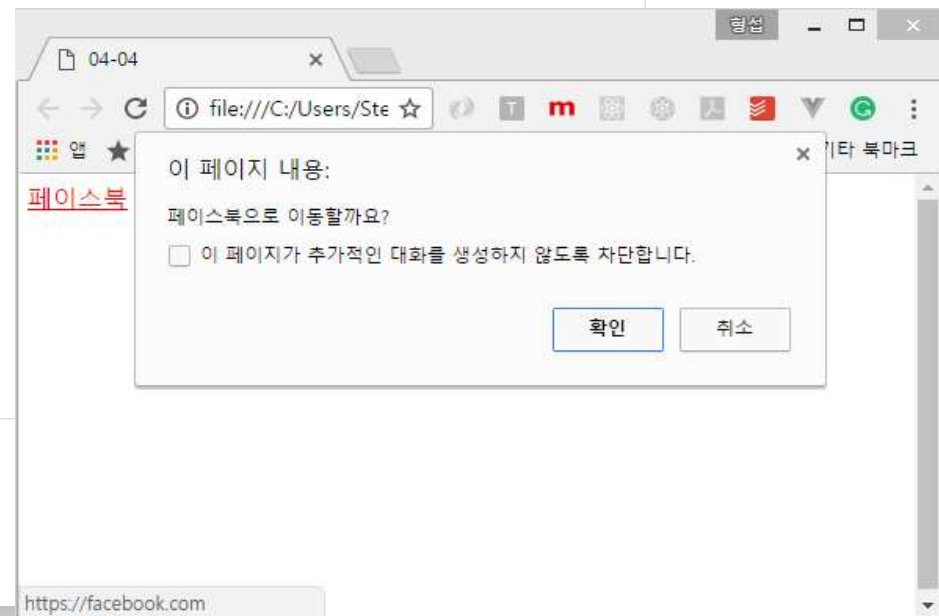 형섭
04-04
file:///C:/Users/Ste
T
m
앱
기타 북마크
페이스북
이 페이지 내용:
페이스북으로 이동할까요?
이 페이지가 추가적인 대화를 생성하지 않도록 차단합니다.
확인
취소
https://facebook.com